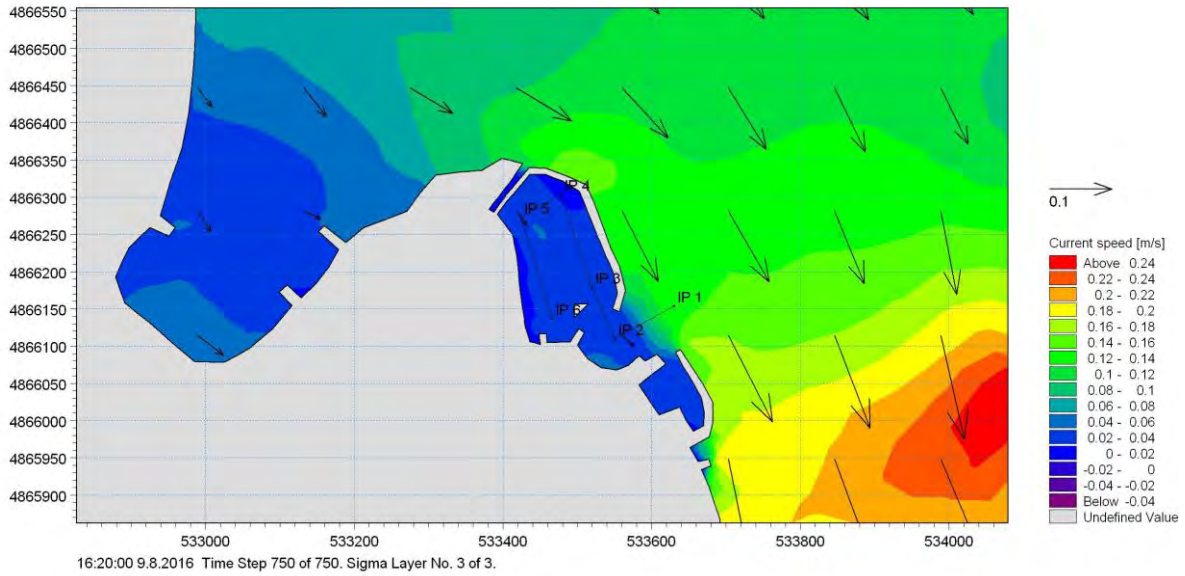 4866550
4866500
4866450
4866400
4866350
4866300
4866250
4866200
4866150
4866100
4866050
4866000
4865950
4865900
IP 4
IP 5
IP 3
IP 1
IP 6
IP 2
533000
533200
533400
533600
533800
534000
16:20:00 9.8.2016 Time Step 750 of 750. Sigma Layer No. 3 of 3.
0.1
Current speed [m/s]
Above 0.24
0.22 - 0.24
0.2 - 0.22
0.18 - 0.2
0.16 - 0.18
0.14 - 0.16
0.12 - 0.14
0.1 - 0.12
0.08 - 0.1
0.06 - 0.08
0.04 - 0.06
0.02 - 0.04
0 - 0.02
-0.02 - 0
-0.04 - -0.02
Below -0.04
Undefined Value